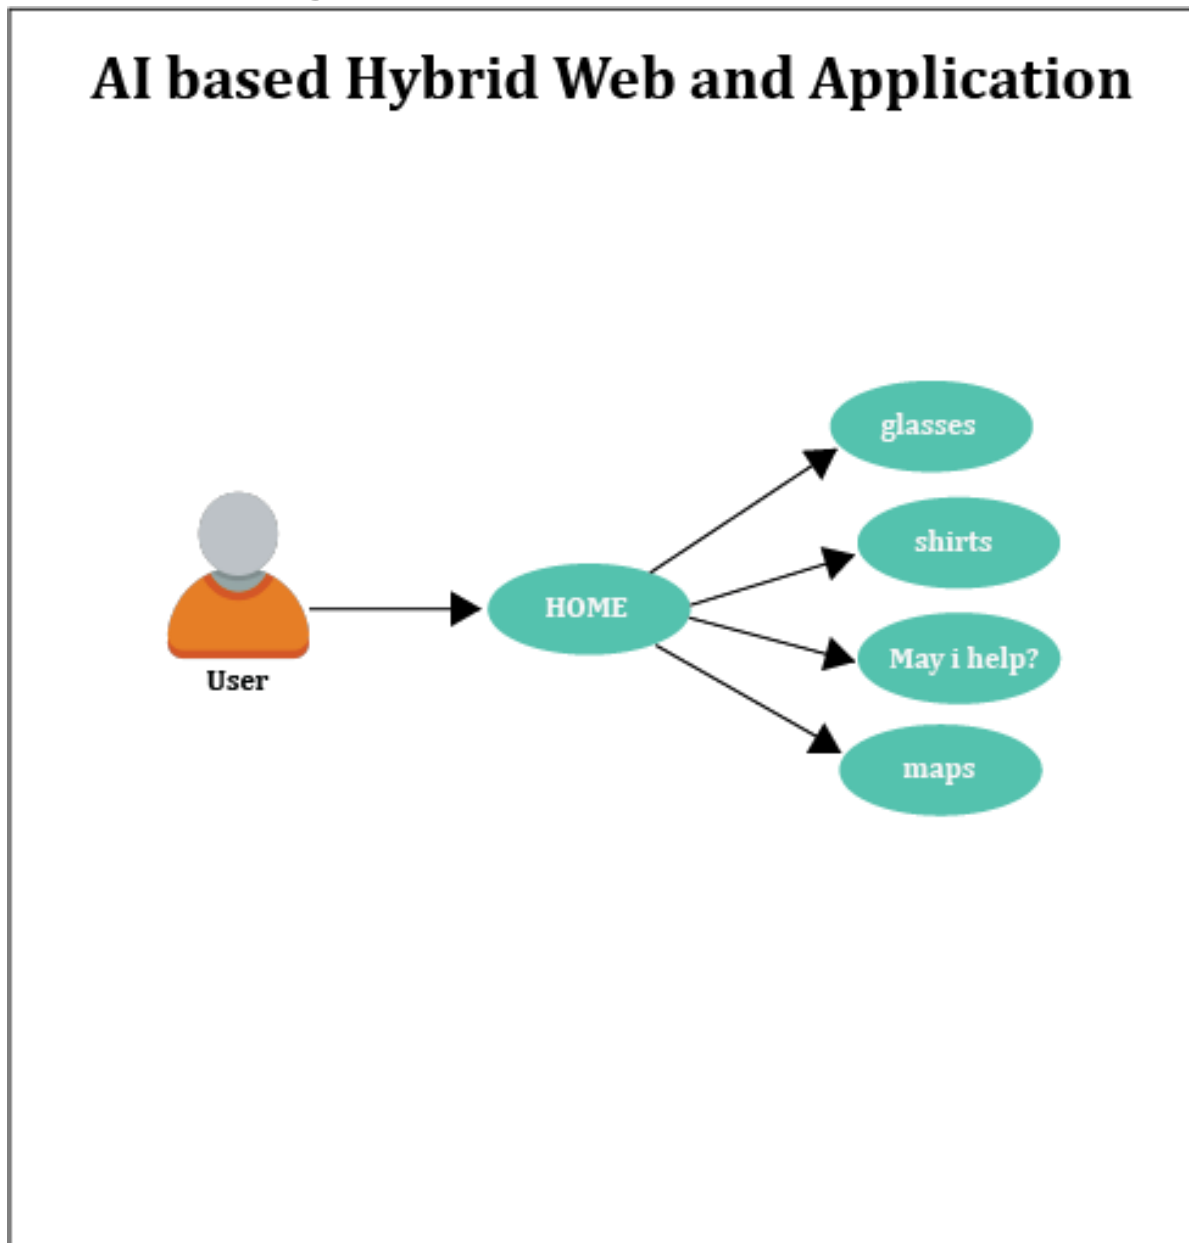 AI based Hybrid Web and Application
glasses
shirts
HOME
May i help?
User
maps